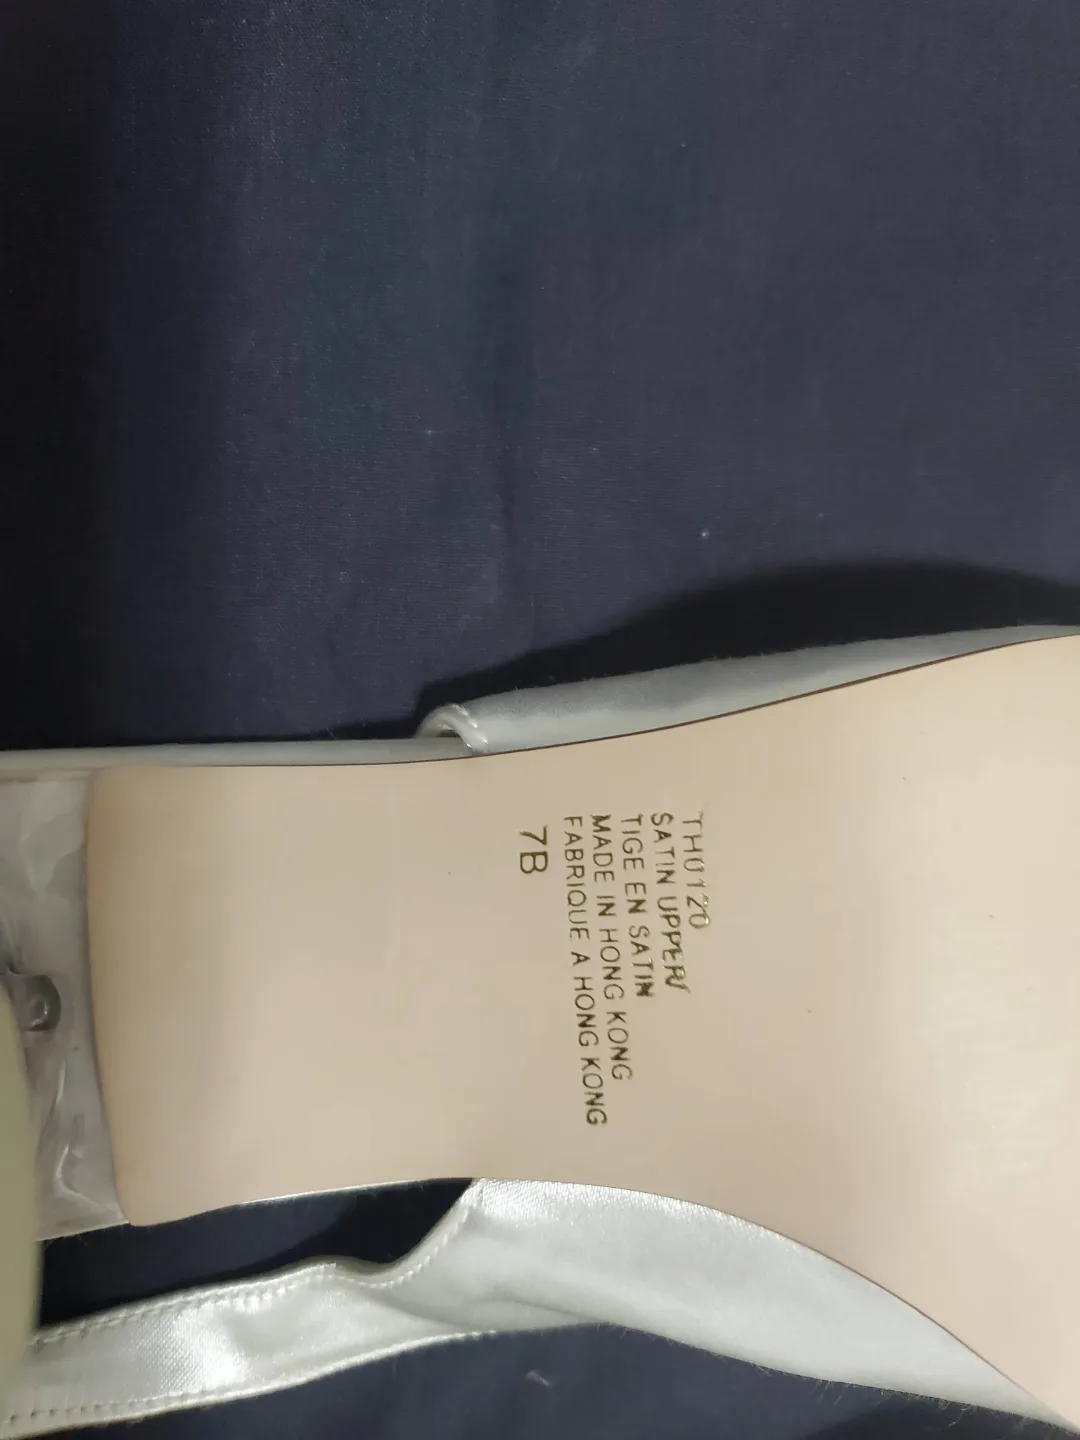 TH0120
SATIN UPPER/
TIGE EN SATIN
MADE IN HONG KONG
FABRIQUE A HONG KONG
7B